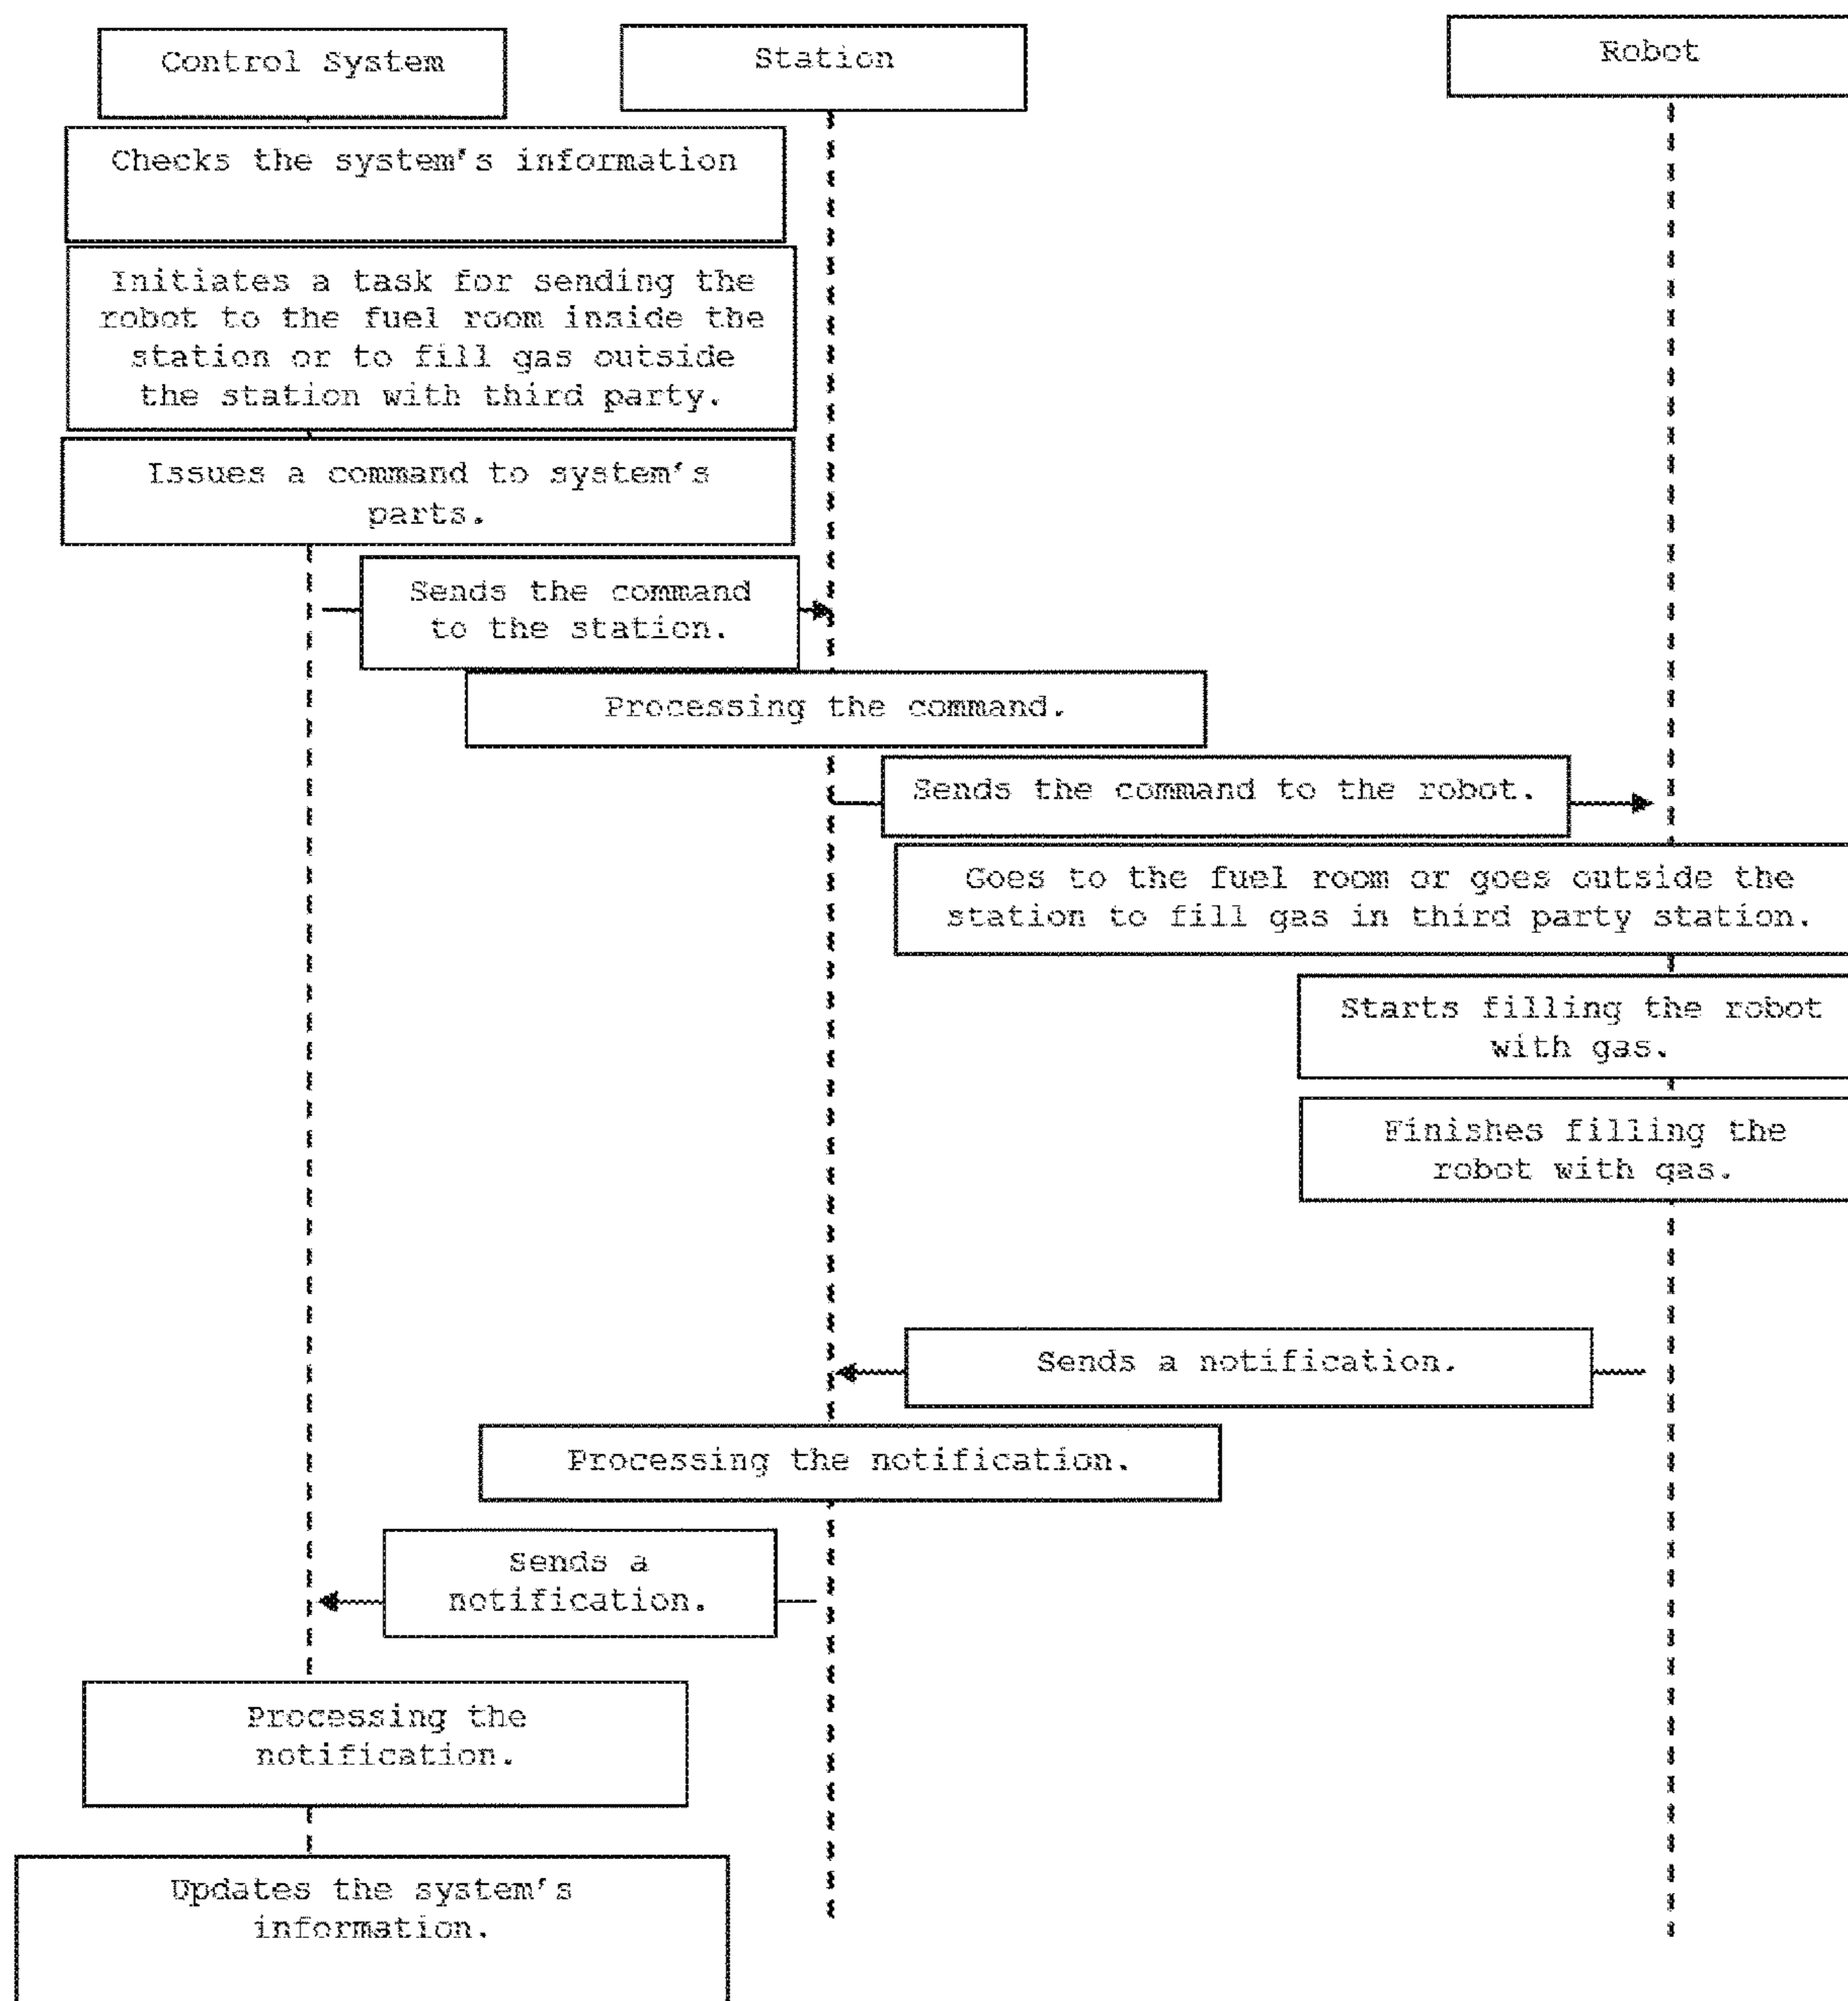 Control System
Station
Robot
Checks the system's information
Initiates a task for sending the
robot to the fuel room inside the
station or to fill gas outside
the station with third party.
Issues a command to system's
parts.
Sends the command
to the station.
Processing the command.
Sends the command to the robot.
Goes to the fuel room or goes outside the
station to fill gas in third party station.
Starts filling the robot
with gas.
Finishes filling the
robot with gas.
Sends a notification.
Processing the notification.
Sends a
notification.
Processing the
notification.
Updates the system's
information.